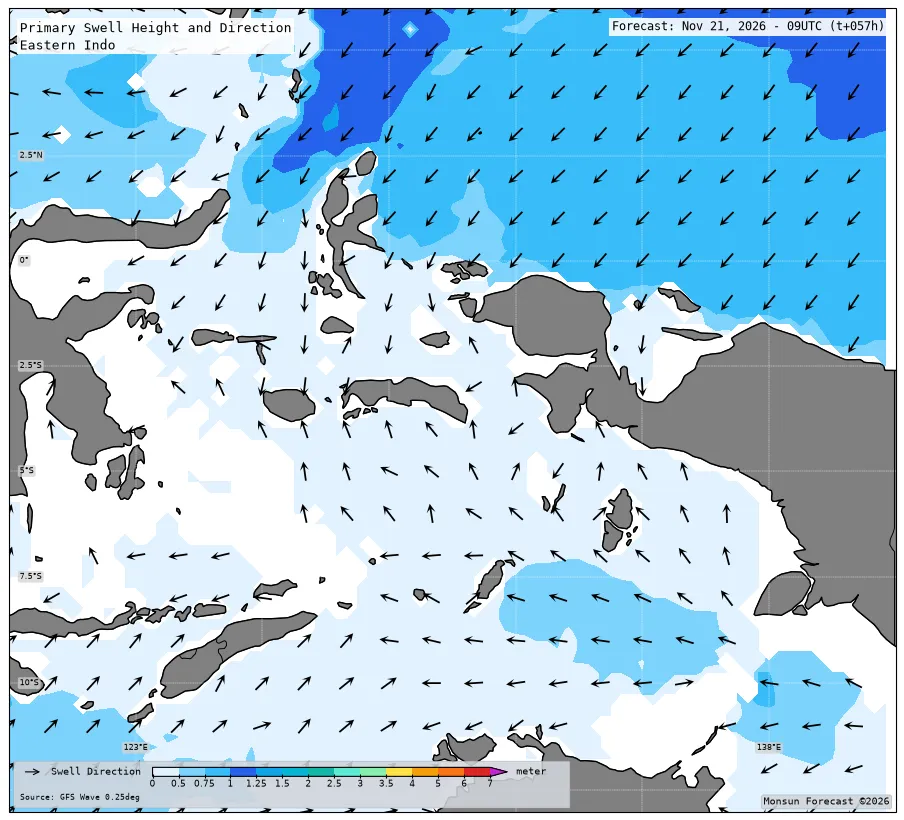 Primary Swell Height and Direction
Eastern Indo
Forecast: Nov 21, 2026 - 09UTC (t+057h)
2.5°N
0°
2.5°S
5°S
7.5°S
10°S
123°E
138°E
Swell Direction
0 0.5 0.75 1 1.25 1.5 2 2.5 3 3.5 4 5 6 7
meter
Source: GFS Wave 0.25deg
Monsun Forecast ©2026